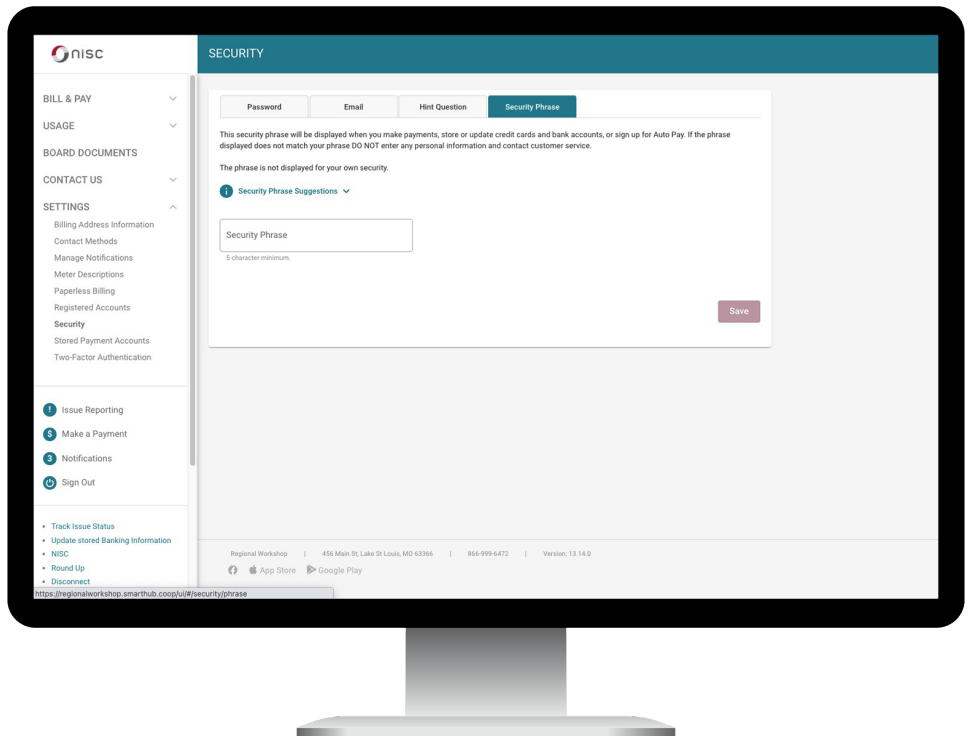 nisc
SECURITY
BILL & PAY
USAGE
BOARD DOCUMENTS
CONTACT US
SETTINGS
Billing Address Information
Contact Methods
Manage Notifications
Meter Descriptions
Paperless Billing
Registered Accounts
Security
Stored Payment Accounts
Two-Factor Authentication
! Issue Reporting
$ Make a Payment
3 Notifications
Sign Out
• Track Issue Status
• Update stored Banking Information
• NISC
• Round Up
• Disconnect
https://regionalworkshop.smarthub.coop/ui/#/security/phrase
Password Email Hint Question Security Phrase
This security phrase will be displayed when you make payments, store or update credit cards and bank accounts, or sign up for Auto Pay. If the phrase
displayed does not match your phrase DO NOT enter any personal information and contact customer service.
The phrase is not displayed for your own security.
i Security Phrase Suggestions
Security Phrase
5 character minimum.
Save
Regional Workshop | 456 Main St, Lake St Louis, MO 63366 | 866-999-6472 | Version: 13.14.0
App Store Google Play